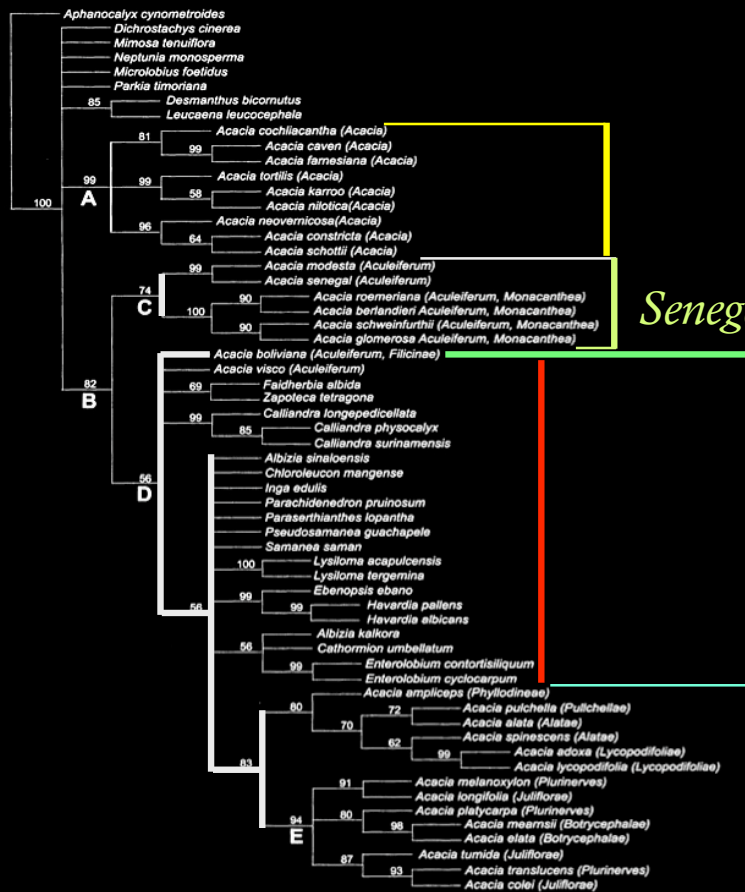 Aphanocalyx cynometroides
Dichrostachys cinerea
Mimosa tenuiflora
Neptunia monosperma
Microlobius foetidus
Parkia timoriana
85 Desmanthus bicornutus
Leucaena leucocephala
81 Acacia cochliacantha (Acacia)
99 Acacia caven (Acacia)
Acacia farnesiana (Acacia)
99 A
99 Acacia tortilis (Acacia)
58 Acacia karroo (Acacia)
Acacia nilotica(Acacia)
100
96 Acacia neovernicosa(Acacia)
64 Acacia constricta (Acacia)
Acacia schottii (Acacia)
99 Acacia modesta (Aculeiferum)
Acacia senegal (Aculeiferum)
74 C
90 Acacia roemeriana (Aculeiferum, Monacanthea)
100 Acacia berlandieri Aculeiferum, Monacanthea)
90 Acacia schweinfurthii (Aculeiferum, Monacanthea)
Acacia glomerosa Aculeiferum, Monacanthea)
Seneg
Acacia boliviana (Aculeiferum, Filicinae)
Acacia visco (Aculeiferum)
82 B
69 Faidherbia albida
Zapoteca tetragona
99 Calliandra longepedicellata
85 Calliandra physocalyx
Calliandra surinamensis
Albizia sinaloensis
Chloroleucon mangense
56 D
Inga edulis
Parachidenedron pruinosum
Paraserthianthes lopantha
Pseudosamanea guachapele
Samanea saman
100 Lysiloma acapulcensis
Lysiloma tergemina
99 Ebenopsis ebano
56
99 Havardia pallens
Havardia albicans
Albizia kalkora
56 Cathormion umbellatum
99 Enterolobium contortisiliquum
Enterolobium cyclocarpum
80 Acacia ampliceps (Phyllodineae)
72 Acacia pulchella (Pullchellae)
70 Acacia alata (Alatae)
62 Acacia spinescens (Alatae)
99 Acacia adoxa (Lycopodifoliae)
83
Acacia lycopodifolia (Lycopodifoliae)
91 Acacia melanoxylon (Plurinerves)
Acacia longifolia (Juliflorae)
94 E
80 Acacia platycarpa (Plurinerves)
98 Acacia mearnsii (Botrycephalae)
Acacia elata (Botrycephalae)
87 Acacia tumida (Juliflorae)
93 Acacia translucens (Plurinerves)
Acacia colei (Juliflorae)